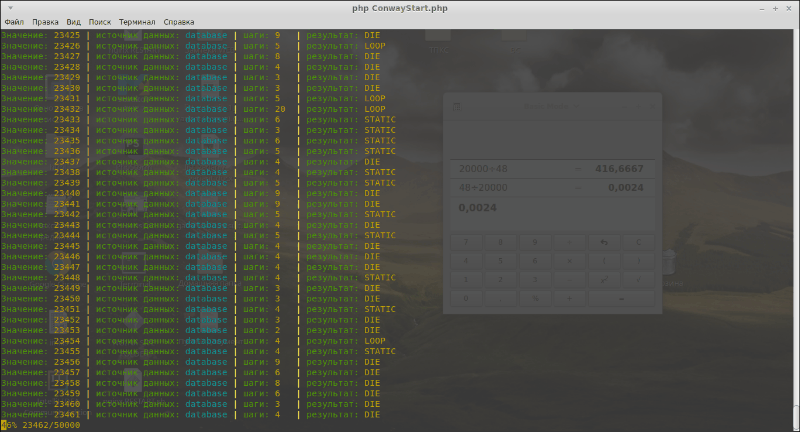 php ConwayStart.php
Файл Правка Вид Поиск Терминал Справка
Значение: 23425 | источник данных: database | шаги: 9 | результат: DIE
Значение: 23426 | источник данных: database | шаги: 5 | результат: LOOP
Значение: 23427 | источник данных: database | шаги: 8 | результат: DIE
Значение: 23428 | источник данных: database | шаги: 4 | результат: DIE
Значение: 23429 | источник данных: database | шаги: 3 | результат: DIE
Значение: 23430 | источник данных: database | шаги: 3 | результат: DIE
Значение: 23431 | источник данных: database | шаги: 5 | результат: LOOP
Значение: 23432 | источник данных: database | шаги: 20 | результат: LOOP
Значение: 23433 | источник данных: database | шаги: 6 | результат: STATIC
Значение: 23434 | источник данных: database | шаги: 3 | результат: DIE
Значение: 23435 | источник данных: database | шаги: 6 | результат: STATIC
Значение: 23436 | источник данных: database | шаги: 5 | результат: STATIC
Значение: 23437 | источник данных: database | шаги: 4 | результат: DIE
Значение: 23438 | источник данных: database | шаги: 4 | результат: STATIC
Значение: 23439 | источник данных: database | шаги: 5 | результат: STATIC
Значение: 23440 | источник данных: database | шаги: 9 | результат: DIE
Значение: 23441 | источник данных: database | шаги: 9 | результат: DIE
Значение: 23442 | источник данных: database | шаги: 5 | результат: STATIC
Значение: 23443 | источник данных: database | шаги: 4 | результат: DIE
Значение: 23444 | источник данных: database | шаги: 5 | результат: STATIC
Значение: 23445 | источник данных: database | шаги: 4 | результат: DIE
Значение: 23446 | источник данных: database | шаги: 4 | результат: DIE
Значение: 23447 | источник данных: database | шаги: 4 | результат: DIE
Значение: 23448 | источник данных: database | шаги: 4 | результат: STATIC
Значение: 23449 | источник данных: database | шаги: 3 | результат: DIE
Значение: 23450 | источник данных: database | шаги: 3 | результат: DIE
Значение: 23451 | источник данных: database | шаги: 4 | результат: STATIC
Значение: 23452 | источник данных: database | шаги: 3 | результат: DIE
Значение: 23453 | источник данных: database | шаги: 2 | результат: DIE
Значение: 23454 | источник данных: database | шаги: 4 | результат: LOOP
Значение: 23455 | источник данных: database | шаги: 4 | результат: STATIC
Значение: 23456 | источник данных: database | шаги: 9 | результат: DIE
Значение: 23457 | источник данных: database | шаги: 6 | результат: DIE
Значение: 23458 | источник данных: database | шаги: 8 | результат: DIE
Значение: 23459 | источник данных: database | шаги: 6 | результат: DIE
Значение: 23460 | источник данных: database | шаги: 3 | результат: DIE
Значение: 23461 | источник данных: database | шаги: 4 | результат: DIE
46% 23462/50000
20000÷48 = 416,6667
48÷20000 = 0,0024
0,0024